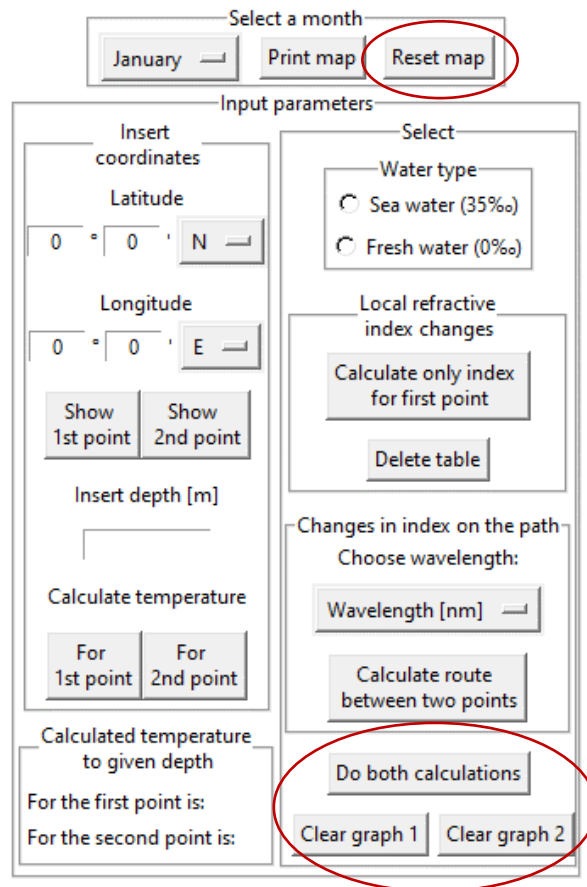 Select a month
January
Print map
Reset map
Input parameters
Insert
coordinates
Latitude
0 ° 0 ' N
Longitude
0 ° 0 ' E
Show
1st point
Show
2nd point
Insert depth [m]
Calculate temperature
For
1st point
For
2nd point
Calculated temperature
to given depth
For the first point is:
For the second point is:
Select
Water type
Sea water (35‰)
Fresh water (0‰)
Local refractive
index changes
Calculate only index
for first point
Delete table
Changes in index on the path
Choose wavelength:
Wavelength [nm]
Calculate route
between two points
Do both calculations
Clear graph 1
Clear graph 2